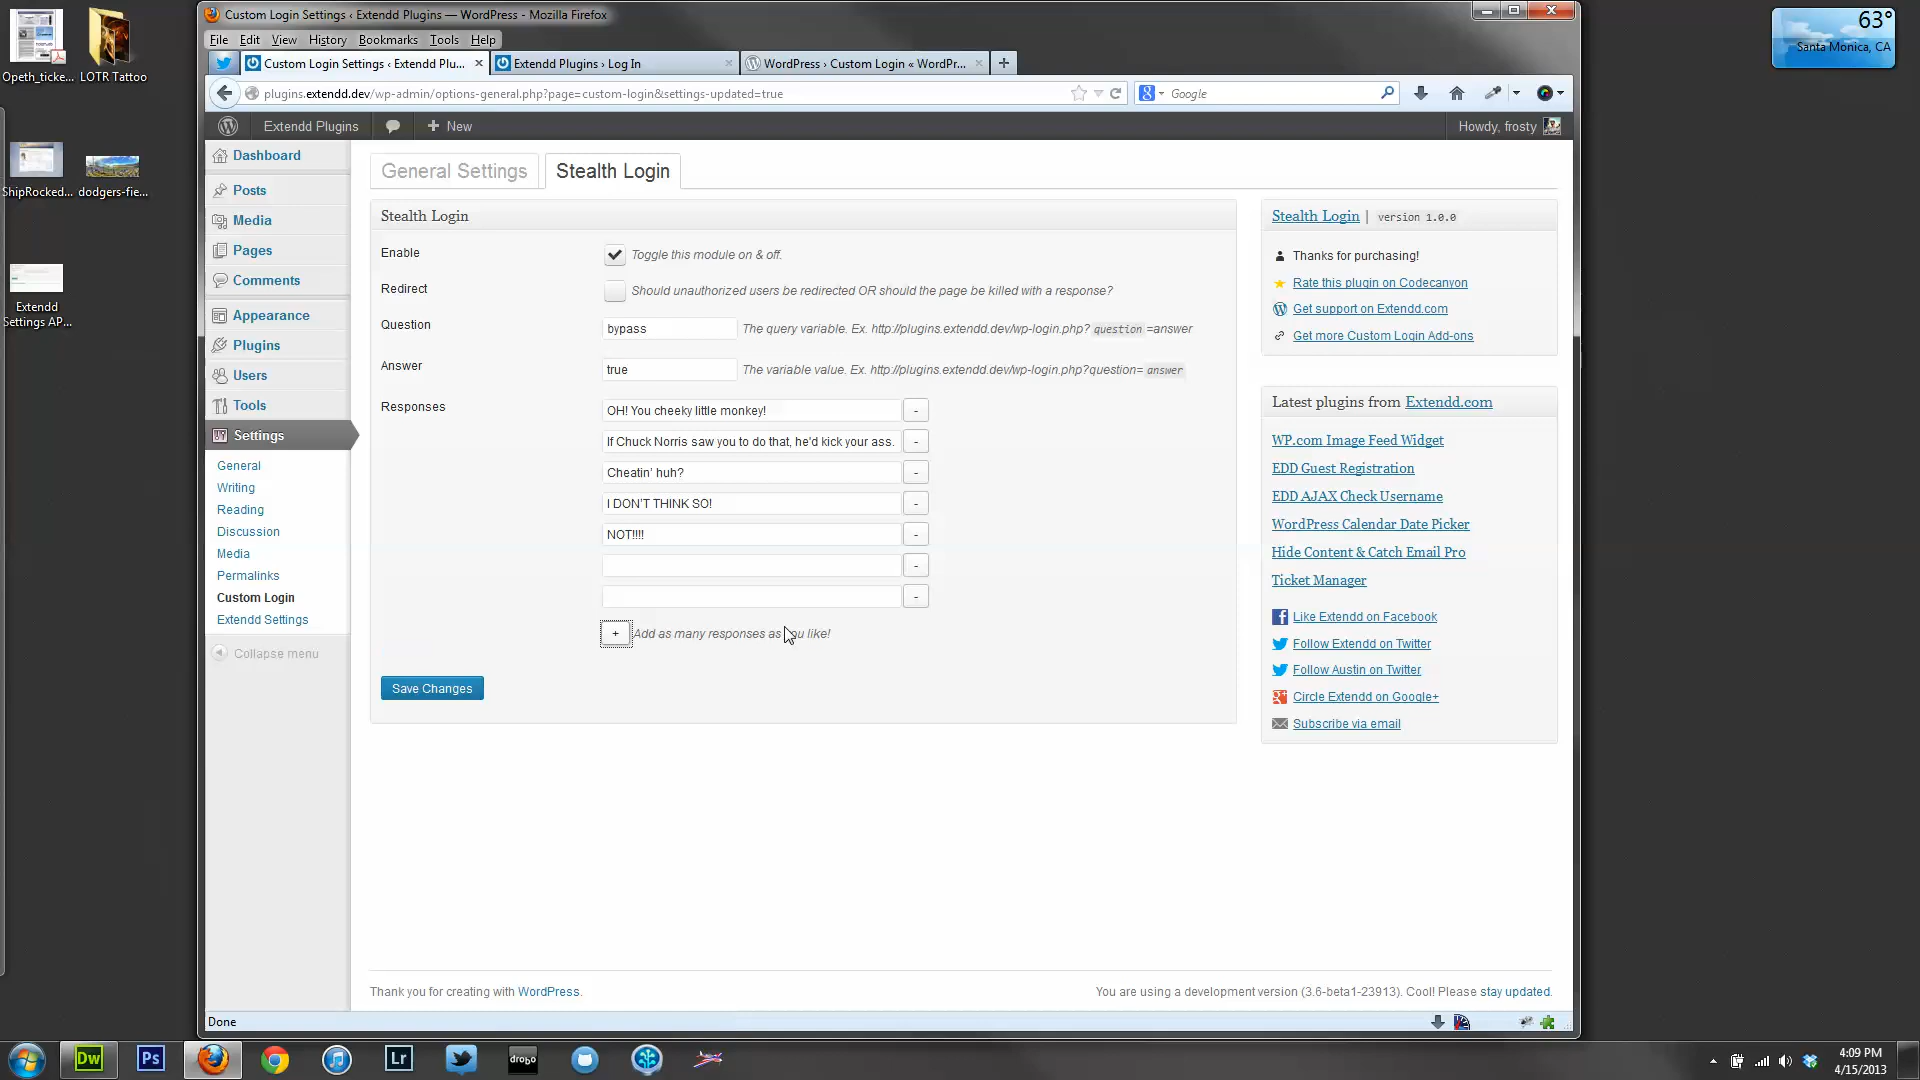 Custom Login Settings ‹ Extendd Plugins — WordPress - Mozilla Firefox
File Edit View History Bookmarks Tools Help
Custom Login Settings ‹ Extendd Plu...
Extendd Plugins › Log In
WordPress › Custom Login « WordPr...
plugins.extendd.dev/wp-admin/options-general.php?page=custom-login&settings-updated=true
Google
Extendd Plugins
New
Howdy, frosty
63°
Santa Monica, CA
Opeth_ticke...
LOTR Tattoo
ShipRocked...
dodgers-fie...
Extendd
Settings AP...
Dashboard
Posts
Media
Pages
Comments
Appearance
Plugins
Users
Tools
Settings
General
Writing
Reading
Discussion
Media
Permalinks
Custom Login
Extendd Settings
Collapse menu
General Settings
Stealth Login
Stealth Login
Enable
Toggle this module on & off.
Redirect
Should unauthorized users be redirected OR should the page be killed with a response?
Question
bypass
The query variable. Ex. http://plugins.extendd.dev/wp-login.php? question =answer
Answer
true
The variable value. Ex. http://plugins.extendd.dev/wp-login.php?question= answer
Responses
OH! You cheeky little monkey!
-
If Chuck Norris saw you to do that, he'd kick your ass.
-
Cheatin' huh?
-
I DON'T THINK SO!
-
NOT!!!!
-
-
-
+
Add as many responses as you like!
Save Changes
Stealth Login | version 1.0.0
Thanks for purchasing!
Rate this plugin on Codecanyon
Get support on Extendd.com
Get more Custom Login Add-ons
Latest plugins from Extendd.com
WP.com Image Feed Widget
EDD Guest Registration
EDD AJAX Check Username
WordPress Calendar Date Picker
Hide Content & Catch Email Pro
Ticket Manager
Like Extendd on Facebook
Follow Extendd on Twitter
Follow Austin on Twitter
Circle Extendd on Google+
Subscribe via email
Thank you for creating with WordPress.
You are using a development version (3.6-beta1-23913). Cool! Please stay updated.
Done
Dw
Ps
Lr
drobo
4:09 PM
4/15/2013